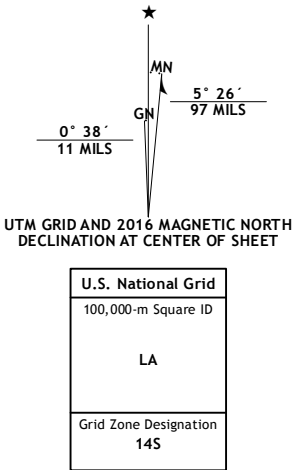 ★
MN
GN
5° 26´
97 MILS
0° 38´
11 MILS
UTM GRID AND 2016 MAGNETIC NORTH
DECLINATION AT CENTER OF SHEET
U.S. National Grid
100,000-m Square ID
LA
Grid Zone Designation
14S